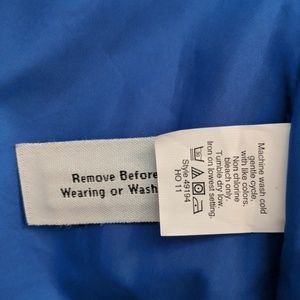 Remove Before
Wearing or Wash
Machine wash cold
gentle cycle,
with like colors.
Non chlorine
bleach only.
Tumble dry low.
Iron on lowest setting.
Style 49194
HO 11